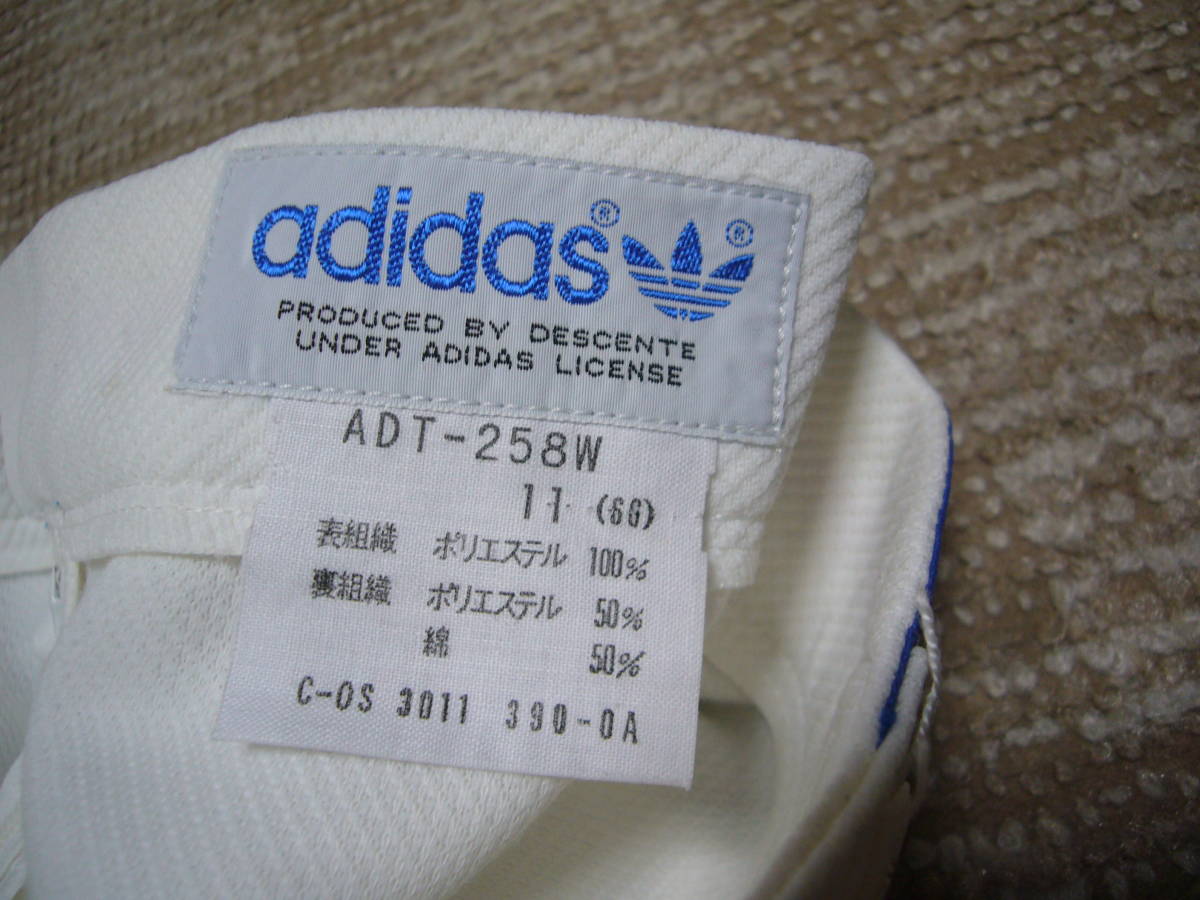 adidas® ®
PRODUCED BY DESCENTE
UNDER ADIDAS LICENSE
ADT-258W
11 (66)
表組織 ポリエステル 100%
裏組織 ポリエステル 50%
綿 50%
C-OS 3011 390-0A